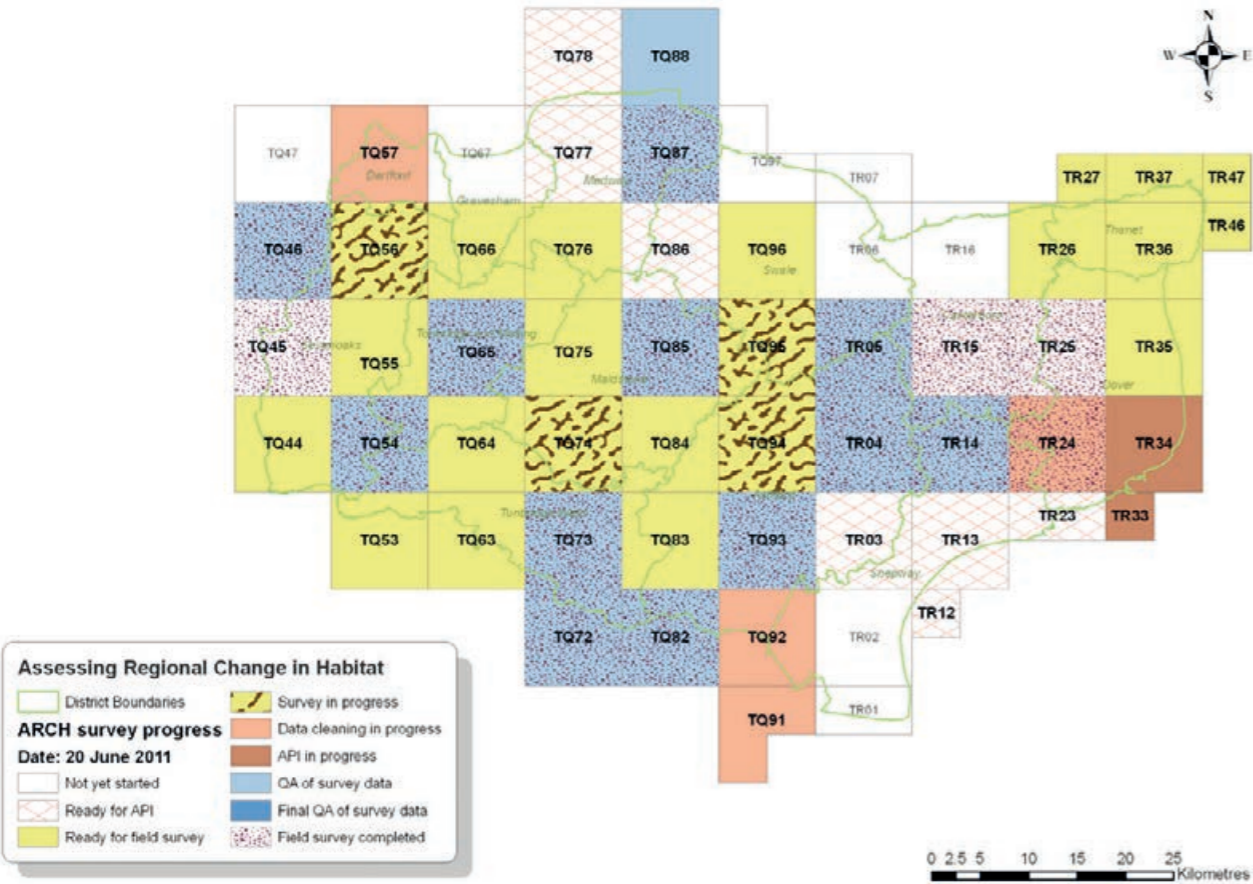 N
W E
S
TQ78 TQ88
TQ47 TQ57 TQ67 TQ77 TQ87 TQ97 TR07 TR27 TR37 TR47
Dartford
Gravesham
Medway
TQ46 TQ56 TQ66 TQ76 TQ86 TQ96 TR06 TR16 TR26 TR36 TR46
Thanet
Swale
TQ45 TQ55 TQ65 TQ75 TQ85 TQ95 TR05 TR15 TR25 TR35
Sevenoaks
Maidstone
Dover
TQ44 TQ54 TQ64 TQ74 TQ84 TQ94 TR04 TR14 TR24 TR34
TQ53 TQ63 TQ73 TQ83 TQ93 TR03 TR13 TR23 TR33
Shepway
TQ72 TQ82 TQ92 TR02 TR12
TQ91 TR01
Assessing Regional Change in Habitat
District Boundaries
ARCH survey progress
Date: 20 June 2011
Not yet started
Ready for API
Ready for field survey
Survey in progress
Data cleaning in progress
API in progress
QA of survey data
Final QA of survey data
Field survey completed
0 2.5 5 10 15 20 25
Kilometres